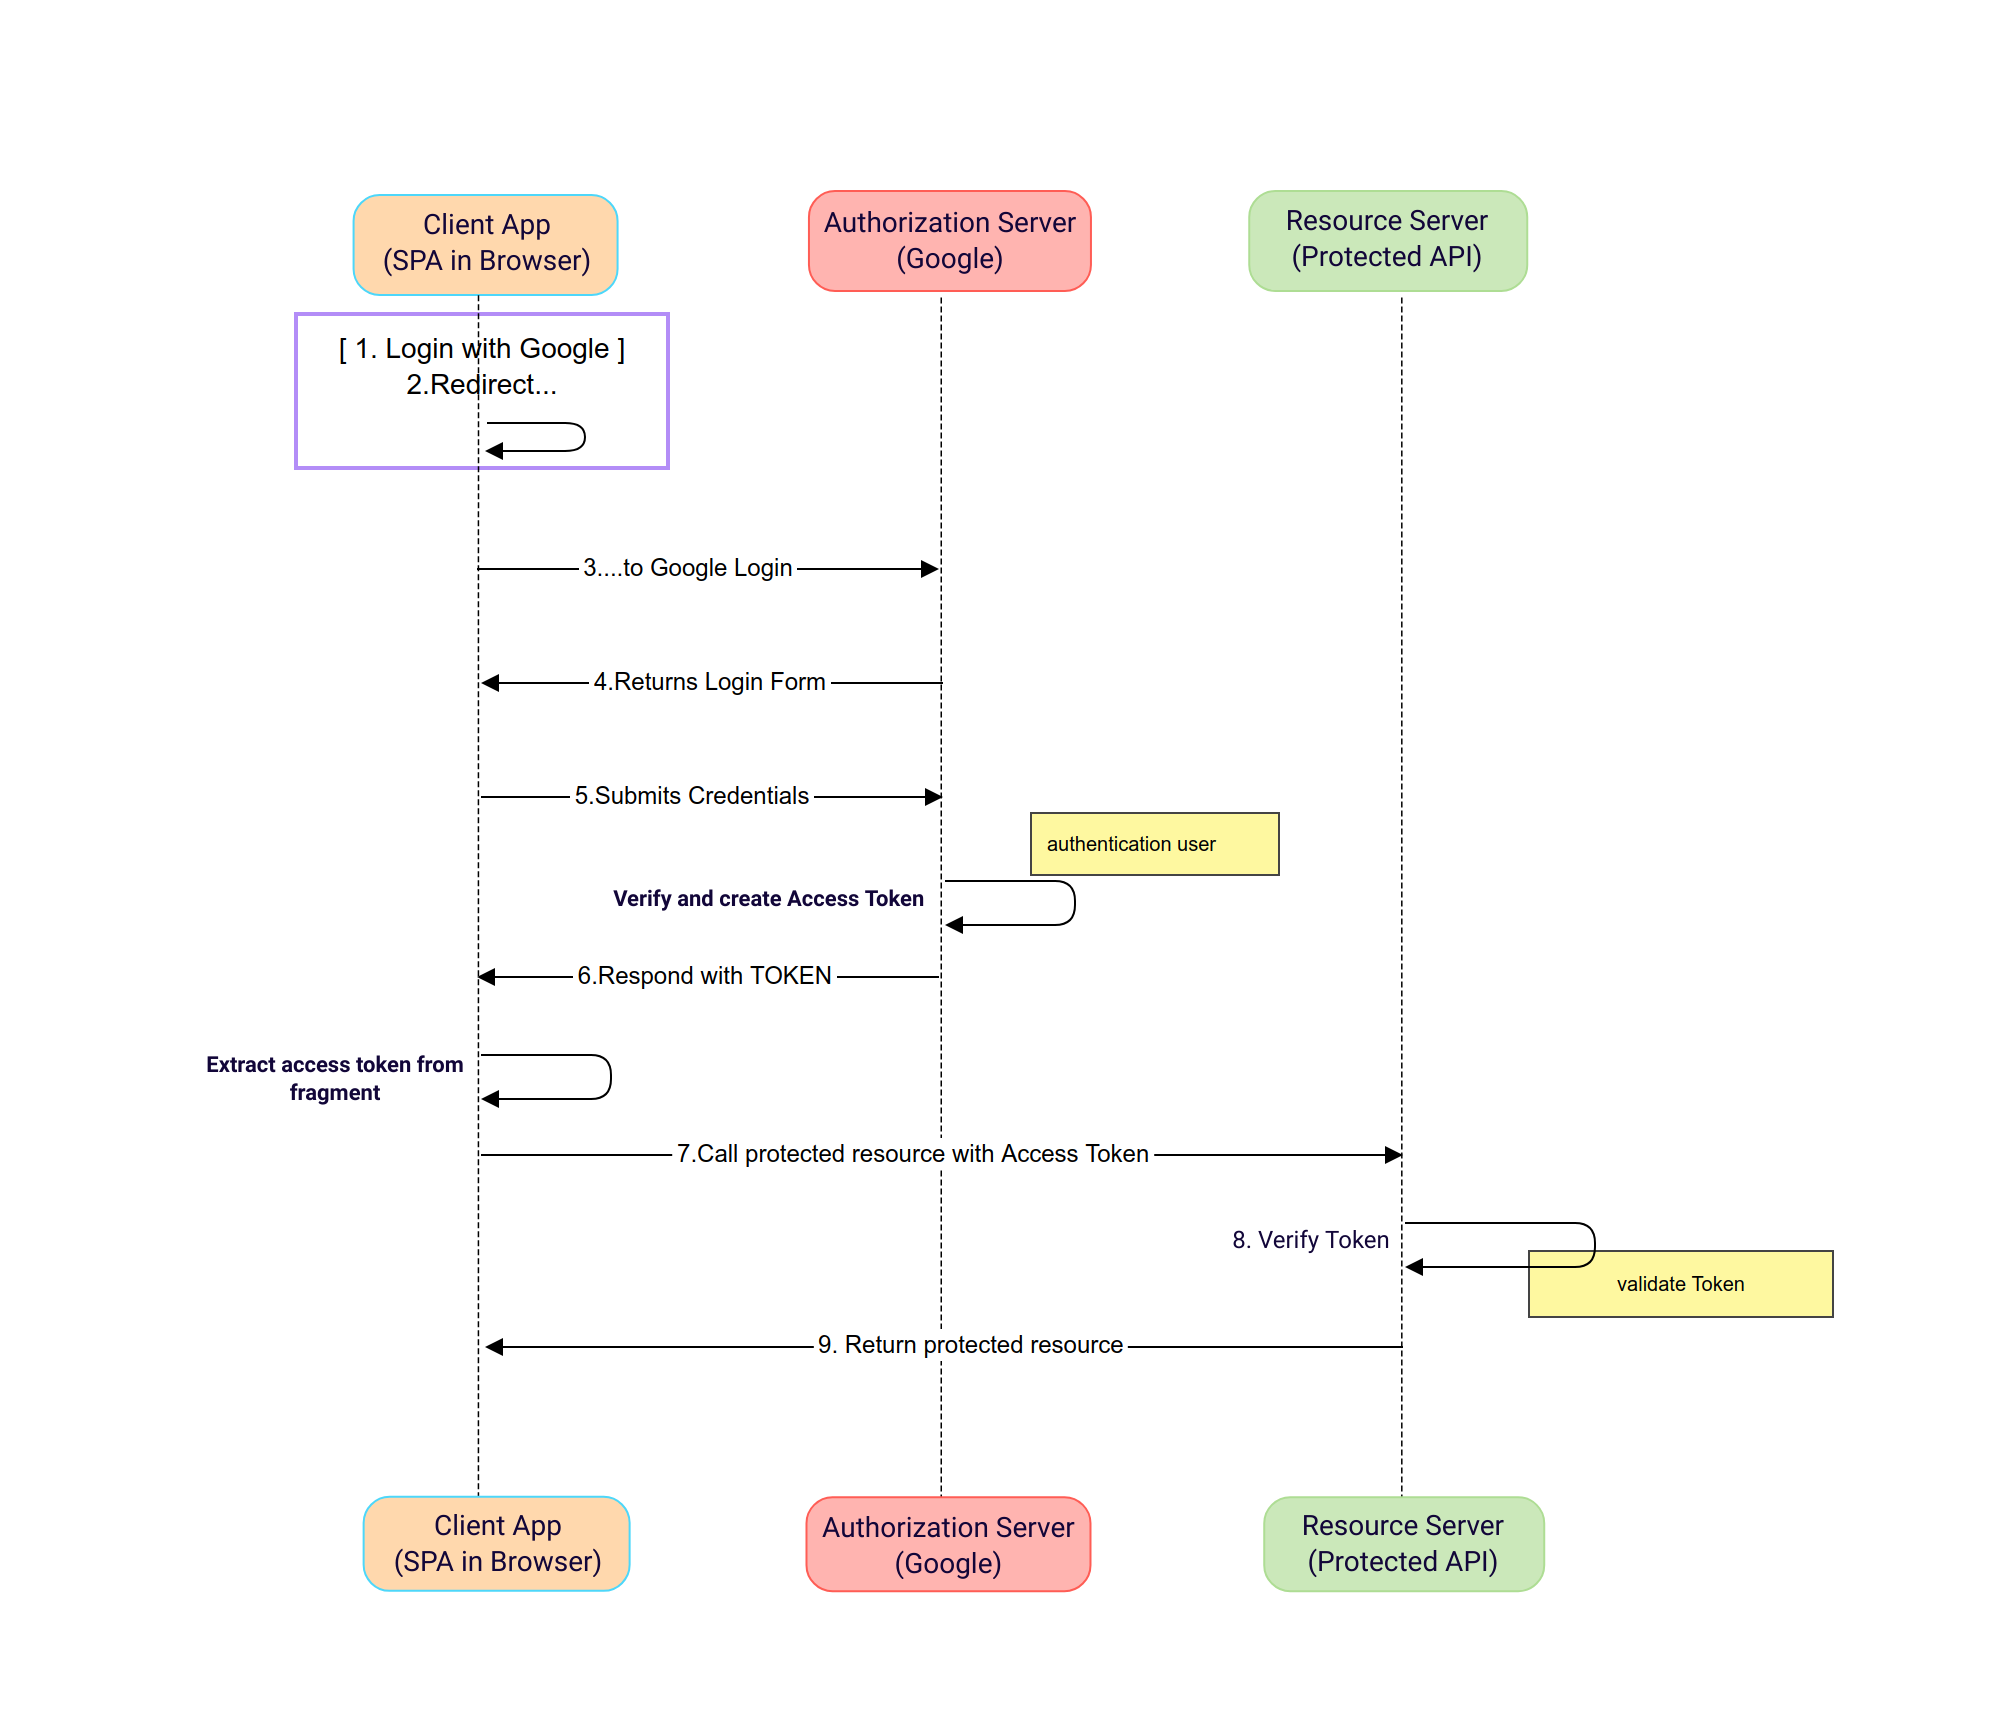 Client App
(SPA in Browser)
Authorization Server
(Google)
Resource Server
(Protected API)
[ 1. Login with Google ]
2.Redirect...
3....to Google Login
4.Returns Login Form
5.Submits Credentials
authentication user
Verify and create Access Token
6.Respond with TOKEN
Extract access token from
fragment
7.Call protected resource with Access Token
8. Verify Token
validate Token
9. Return protected resource
Client App
(SPA in Browser)
Authorization Server
(Google)
Resource Server
(Protected API)